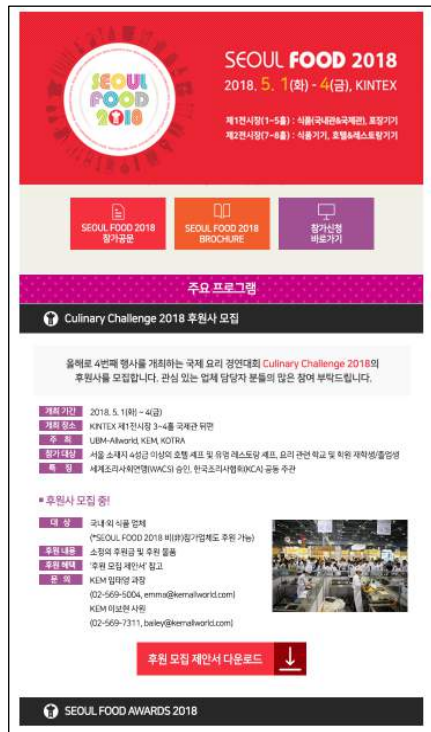 SEOUL
FOOD
2018
SEOUL FOOD 2018
2018. 5. 1(화) - 4(금), KINTEX
제1전시장(1~5홀) : 식품(국내관&국제관), 포장기기
제2전시장(7~8홀) : 식품기기, 호텔&레스토랑기기
SEOUL FOOD 2018
참가공문
SEOUL FOOD 2018
BROCHURE
참가신청
바로가기
주요 프로그램
Culinary Challenge 2018 후원사 모집
올해로 4번째 행사를 개최하는 국제 요리 경연대회 Culinary Challenge 2018의
후원사를 모집합니다. 관심 있는 업체 담당자 분들의 많은 참여 부탁드립니다.
개최 기간 2018. 5. 1(화) ~ 4(금)
개최 장소 KINTEX 제1전시장 3~4홀 국제관 뒤편
주 최 UBM-Allworld, KEM, KOTRA
참가 대상 서울 소재지 4성급 이상의 호텔 셰프 및 유명 레스토랑 셰프, 요리 관련 학교 및 학원 재학생/졸업생
특 징 세계조리사회연맹(WACS) 승인, 한국조리사협회(KCA) 공동 주관
후원사 모집 중!
대 상 국내·외 식품 업체
(*SEOUL FOOD 2018 비(非)참가업체도 후원 가능)
후원 내용 소정의 후원금 및 후원 물품
후원 혜택 '후원 모집 제안서' 참고
문 의 KEM 임태영 과장
(02-569-5004, emma@kemallworld.com)
KEM 이보현 사원
(02-569-7311, bailey@kemallworld.com)
후원 모집 제안서 다운로드
SEOUL FOOD AWARDS 2018